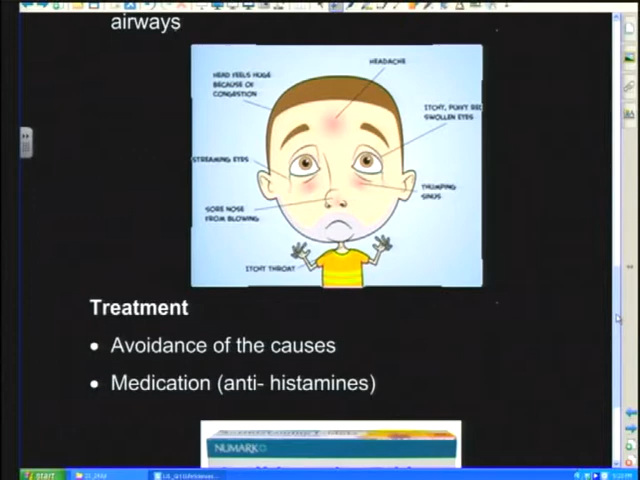 airways
HEADACHE
HEAD FEELS HUGE
BECAUSE OF
CONGESTION
ITCHY, PUFFY RED
SWOLLEN EYES
STREAMING EYES
THUMPING
SINUS
SORE NOSE
FROM BLOWING
ITCHY THROAT
Treatment
• Avoidance of the causes
• Medication (anti- histamines)
NUMARK
start